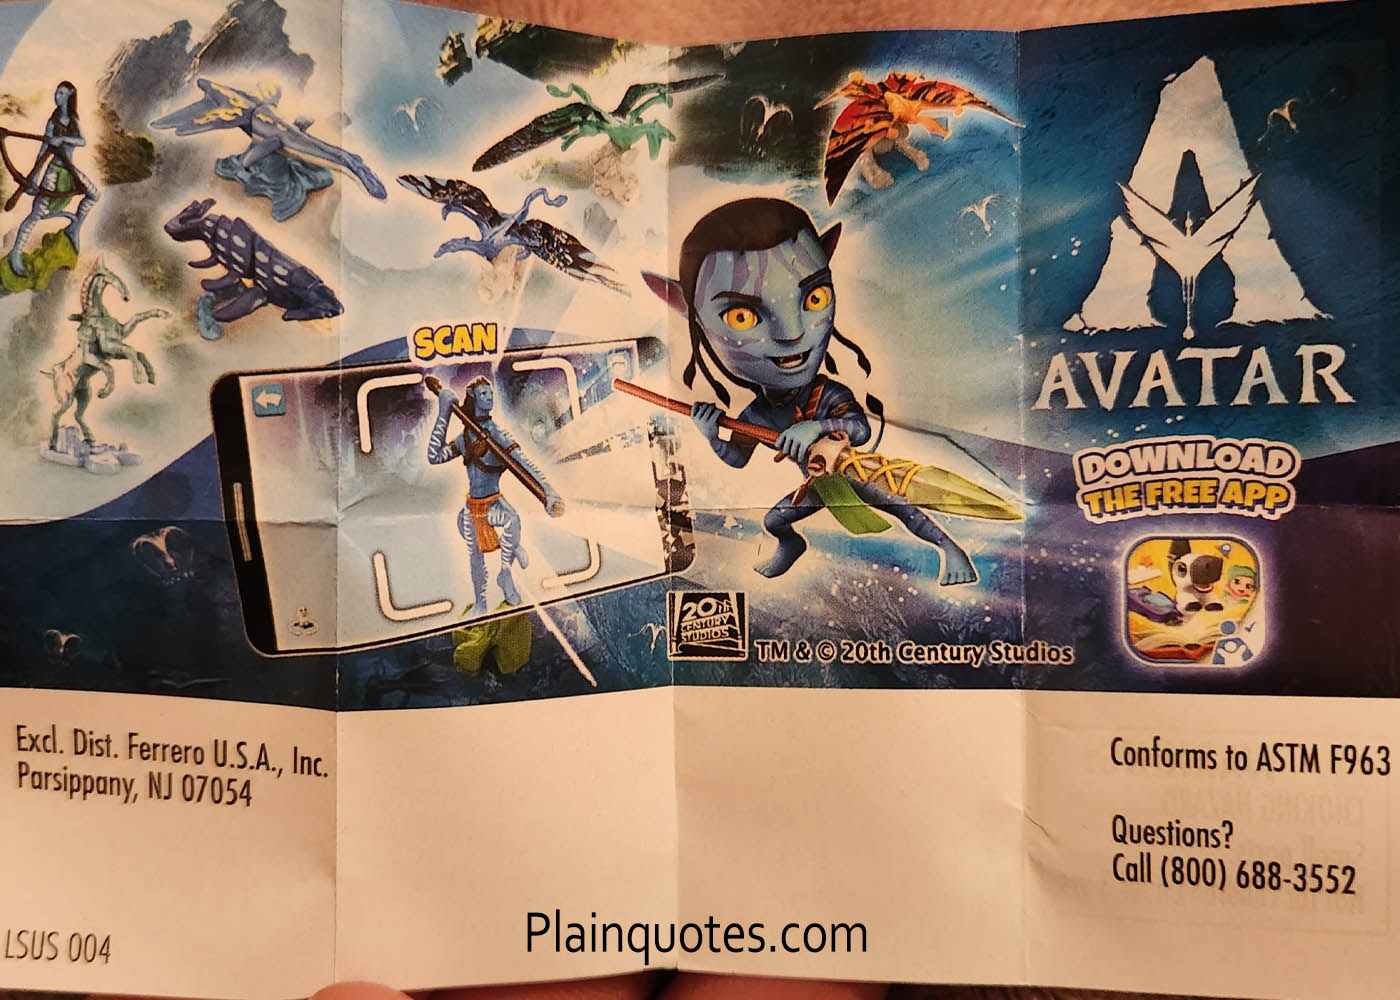 SCAN
AVATAR
DOWNLOAD
THE FREE APP
20th
CENTURY
STUDIOS
TM & © 20th Century Studios
Excl. Dist. Ferrero U.S.A., Inc.
Parsippany, NJ 07054
Conforms to ASTM F963
Questions?
Call (800) 688-3552
LSUS 004
Plainquotes.com